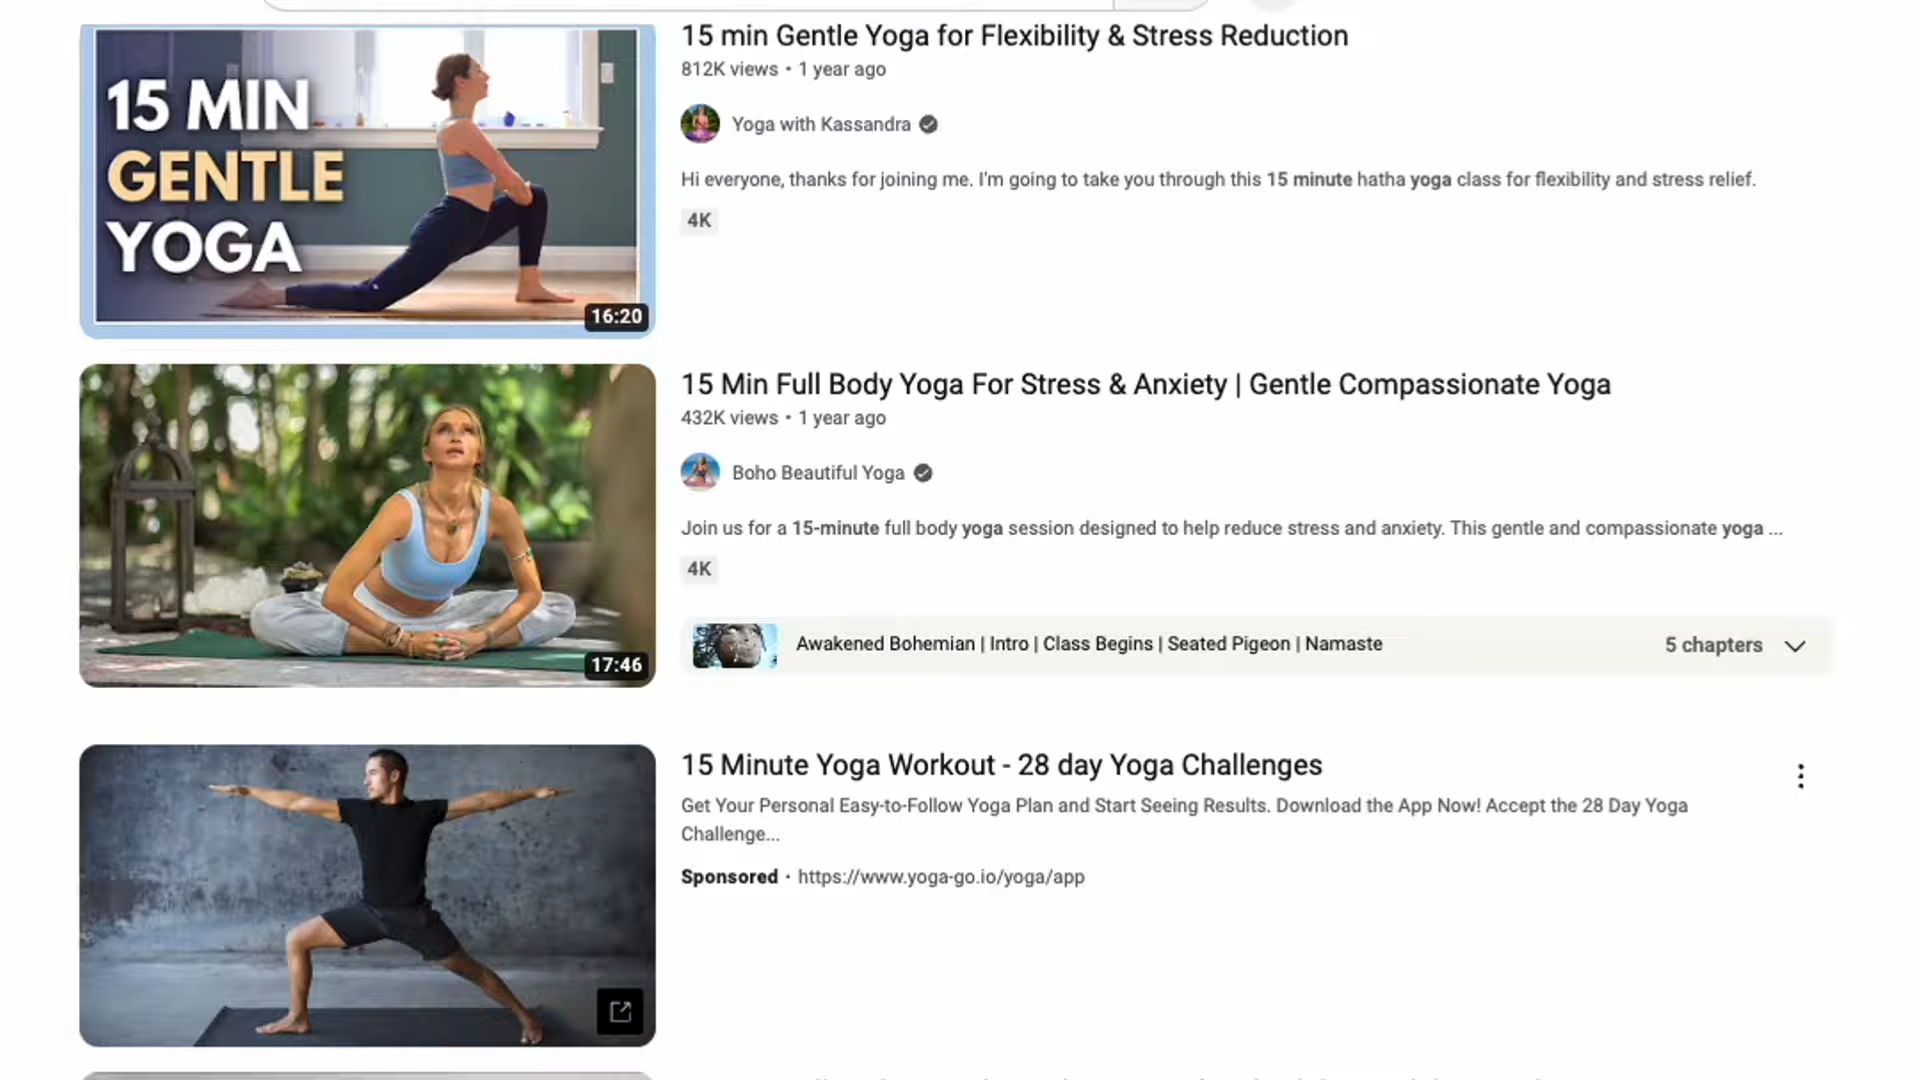 15 MIN
GENTLE
YOGA
16:20
15 min Gentle Yoga for Flexibility & Stress Reduction
812K views • 1 year ago
Yoga with Kassandra
Hi everyone, thanks for joining me. I'm going to take you through this 15 minute hatha yoga class for flexibility and stress relief.
4K
17:46
15 Min Full Body Yoga For Stress & Anxiety | Gentle Compassionate Yoga
432K views • 1 year ago
Boho Beautiful Yoga
Join us for a 15-minute full body yoga session designed to help reduce stress and anxiety. This gentle and compassionate yoga ...
4K
Awakened Bohemian | Intro | Class Begins | Seated Pigeon | Namaste
5 chapters
15 Minute Yoga Workout - 28 day Yoga Challenges
Get Your Personal Easy-to-Follow Yoga Plan and Start Seeing Results. Download the App Now! Accept the 28 Day Yoga
Challenge...
Sponsored · https://www.yoga-go.io/yoga/app